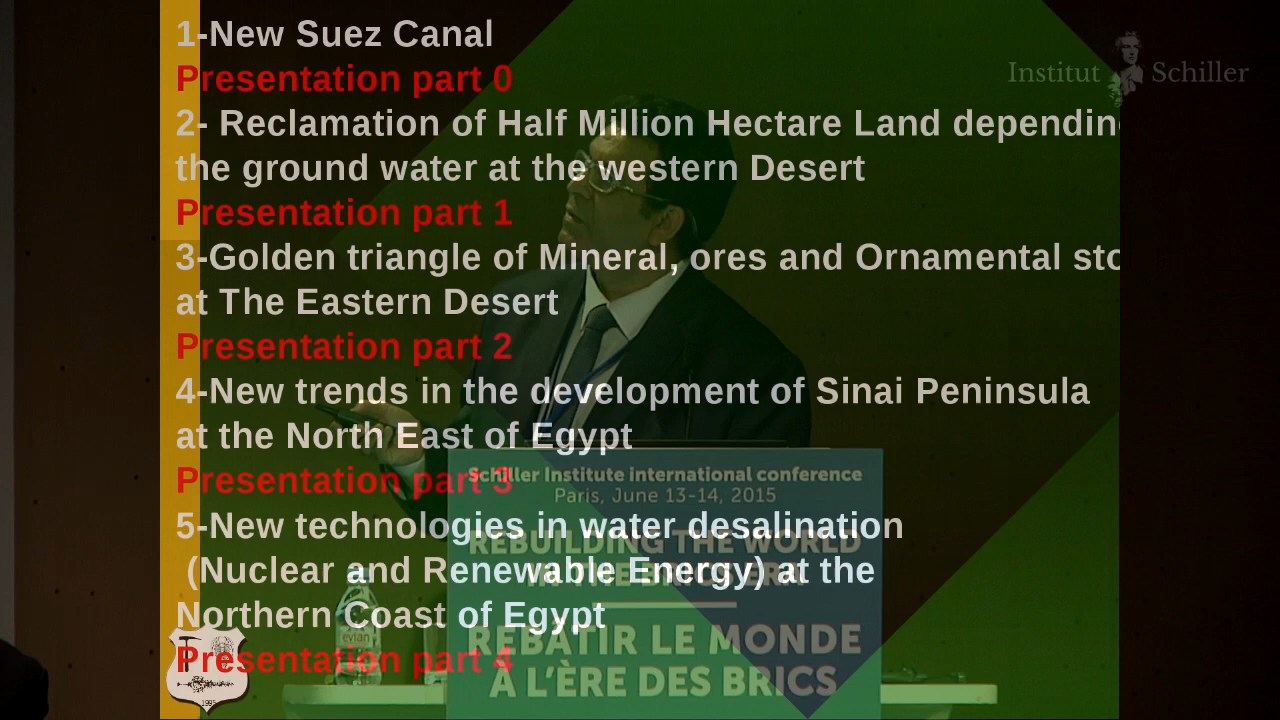 1-New Suez Canal
Institut Schiller
Presentation part 0
2- Reclamation of Half Million Hectare Land dependin
the ground water at the western Desert
Presentation part 1
3-Golden triangle of Mineral, ores and Ornamental sto
at The Eastern Desert
Presentation part 2
4-New trends in the development of Sinai Peninsula
at the North East of Egypt
Presentation part 3
5-New technologies in water desalination
(Nuclear and Renewable Energy) at the
Northern Coast of Egypt
Presentation part 4
Schiller Institute international conference
Paris, June 13-14, 2015
REBUILDING THE WORLD
IN THE BRICS ERA
REBÂTIR LE MONDE
À L'ÈRE DES BRICS
evian
1995